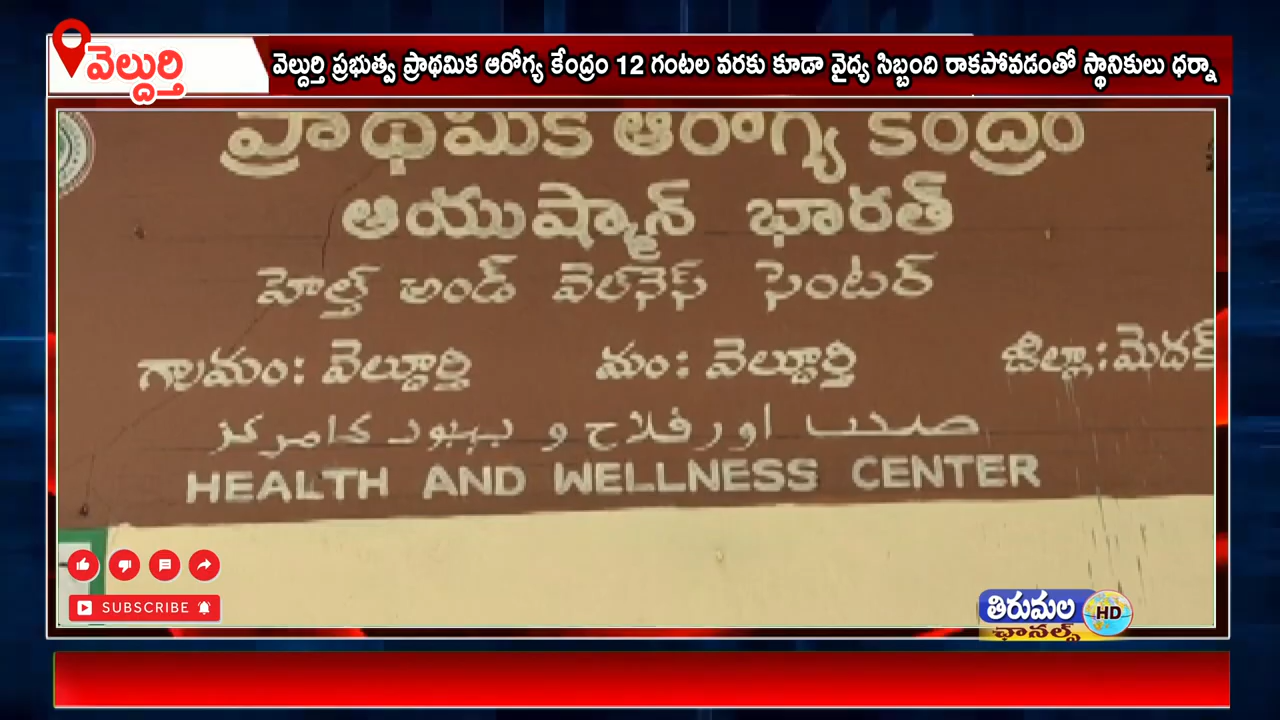 వెల్దుర్తి
వెల్దుర్తి ప్రభుత్వ ప్రాథమిక ఆరోగ్య కేంద్రం 12 గంటల వరకు కూడా వైద్య సిబ్బంది రాకపోవడంతో స్థానికులు ధర్నా
ప్రాథమిక ఆరోగ్య కేంద్రం
ఆయుష్మాన్ భారత్
హెల్త్ అండ్ వెల్‌నెస్ సెంటర్
గ్రామం: వెల్దూర్తి మం: వెల్దూర్తి జిల్లా: మెదక్
صحت اور فلاح و بہبود کا مرکز
HEALTH AND WELLNESS CENTER
SUBSCRIBE
తిరుమల HD
ఛానల్స్